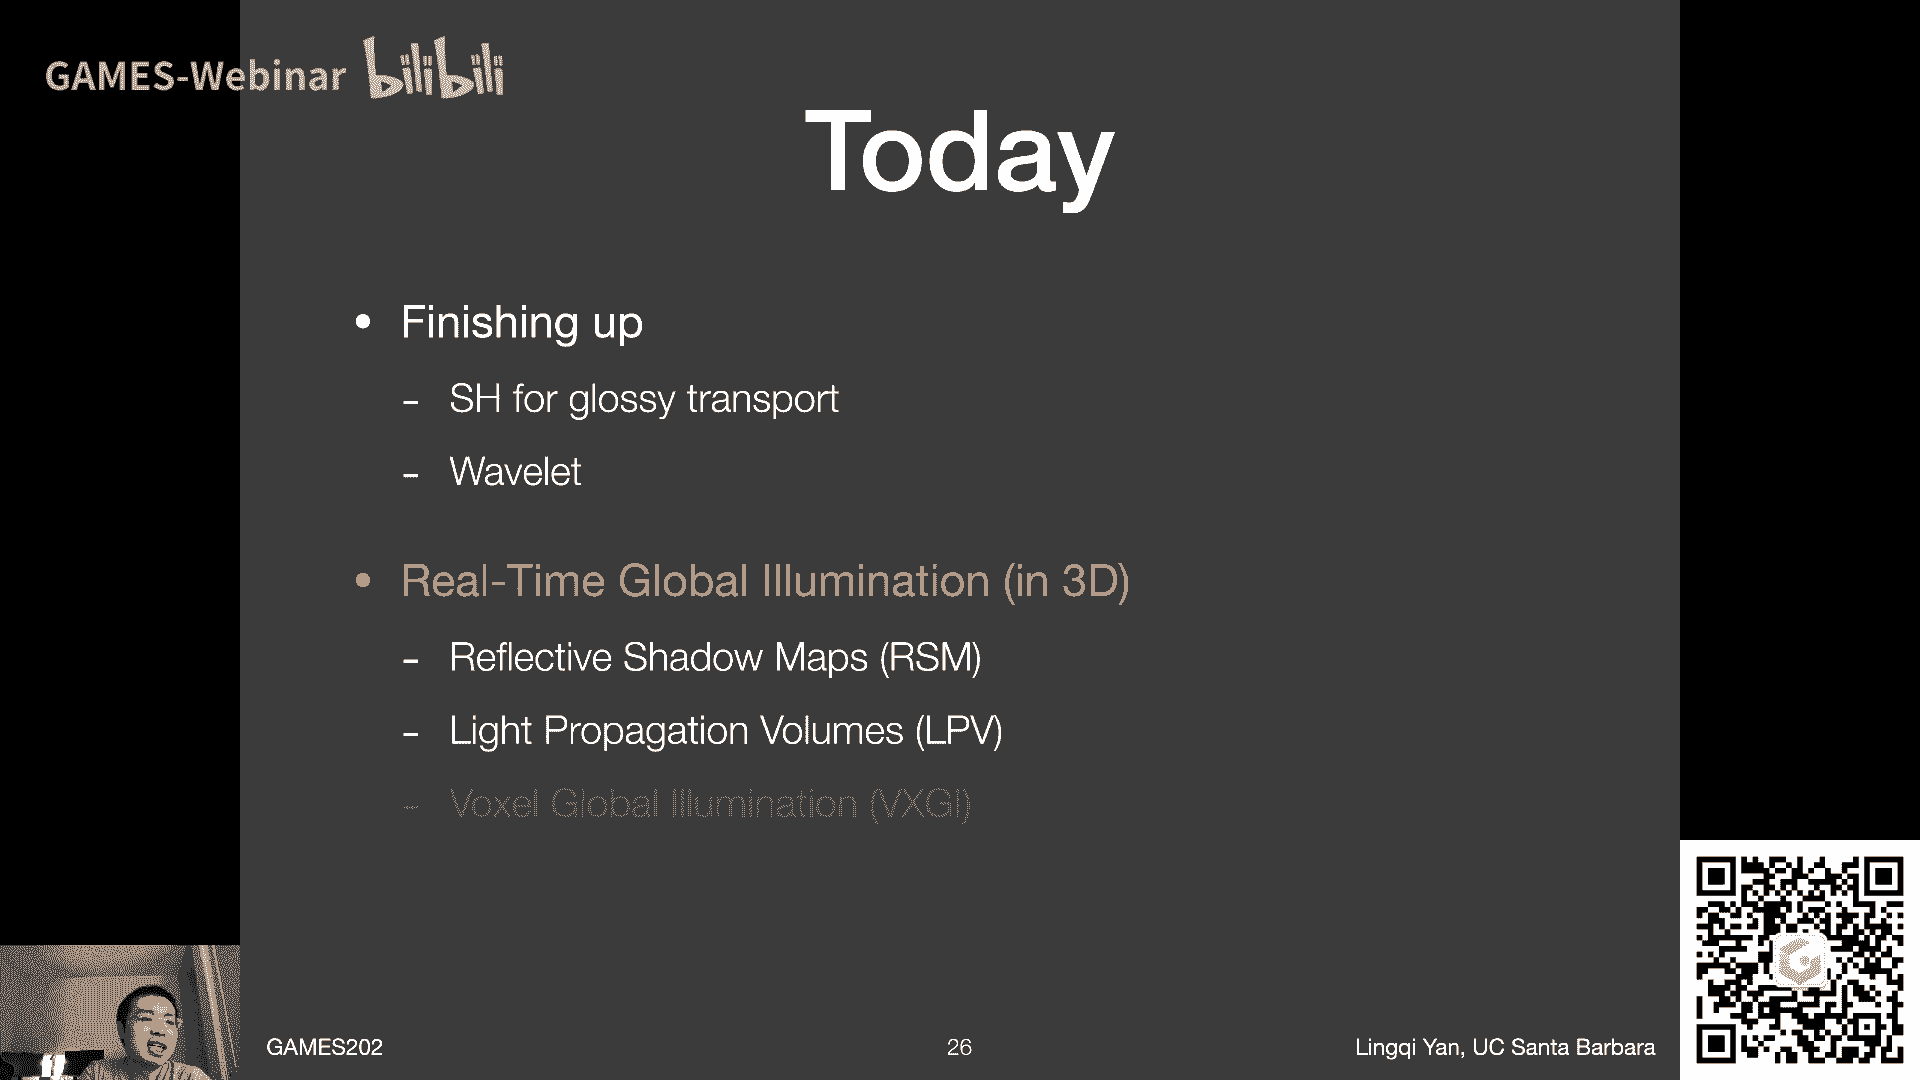 GAMES-Webinar bilibili
Today
• Finishing up
- SH for glossy transport
- Wavelet
• Real-Time Global Illumination (in 3D)
- Reflective Shadow Maps (RSM)
- Light Propagation Volumes (LPV)
- Voxel Global Illumination (VXGI)
GAMES202
26
Lingqi Yan, UC Santa Barbara